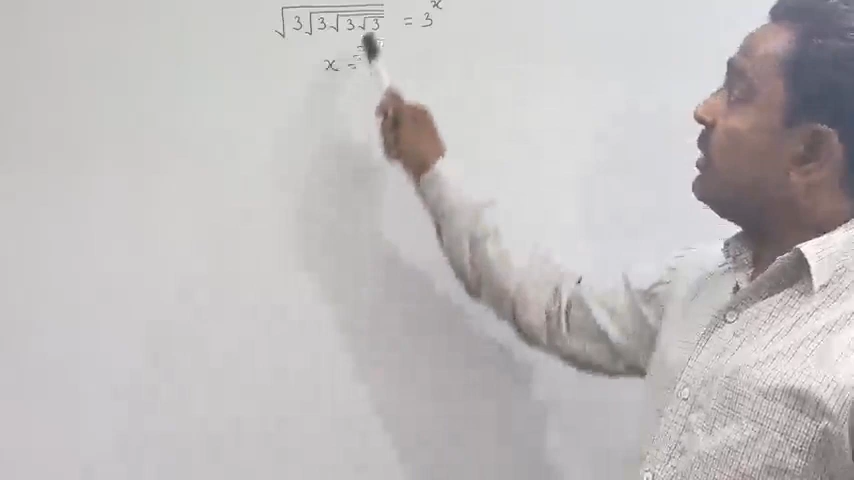 √3√3√3√3 = 3^x
x =